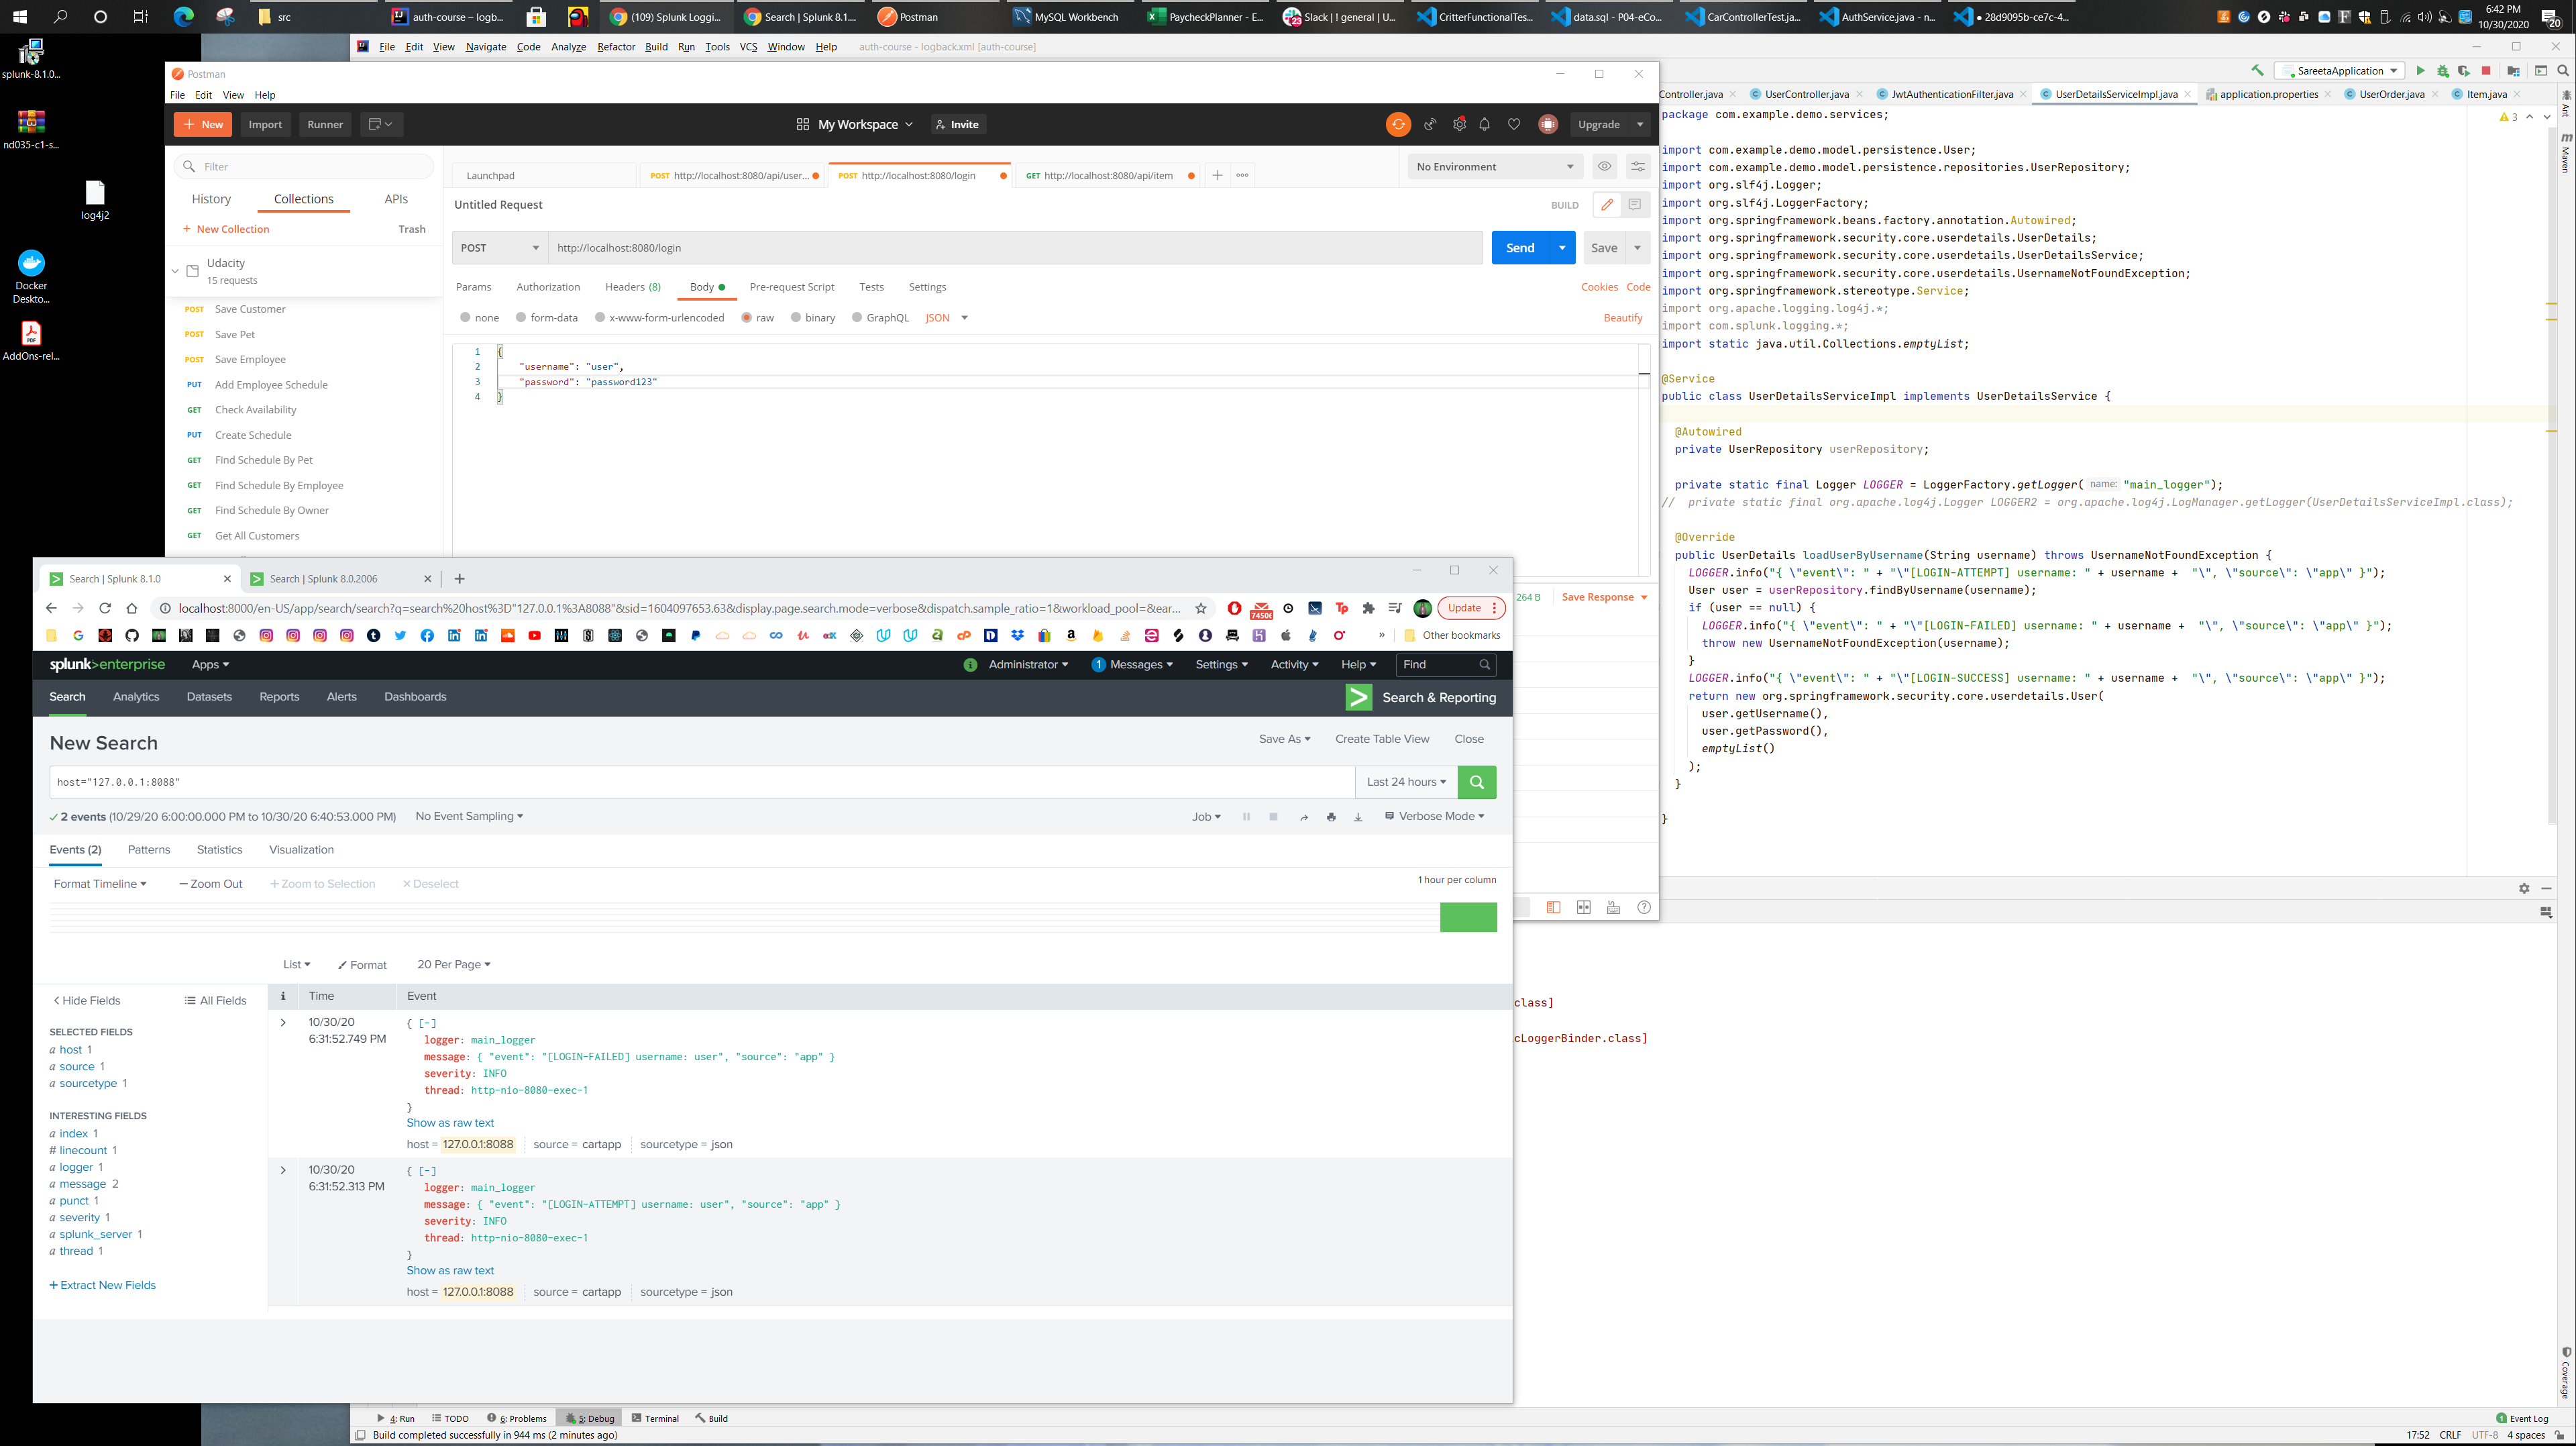 src
auth-course – logb...
(109) Splunk Loggi...
Search | Splunk 8.1....
Postman
MySQL Workbench
PaycheckPlanner - E...
Slack | ! general | U...
CritterFunctionalTes...
data.sql - P04-eCo...
CarControllerTest.ja...
AuthService.java - n...
● 28d9095b-ce7c-4...
6:42 PM
10/30/2020
20
splunk-8.1.0...
nd035-c1-s...
log4j2
Docker
Deskto...
AddOns-rel...
File Edit View Navigate Code Analyze Refactor Build Run Tools VCS Window Help auth-course - logback.xml [auth-course]
SareetaApplication
Controller.java UserController.java JwtAuthenticationFilter.java UserDetailsServiceImpl.java application.properties UserOrder.java Item.java
Ant
Maven
Postman
File Edit View Help
+ New Import Runner My Workspace Invite Upgrade
Filter
History Collections APIs
+ New Collection Trash
Udacity
15 requests
POST Save Customer
POST Save Pet
POST Save Employee
PUT Add Employee Schedule
GET Check Availability
PUT Create Schedule
GET Find Schedule By Pet
GET Find Schedule By Employee
GET Find Schedule By Owner
GET Get All Customers
Launchpad POST http://localhost:8080/api/user... POST http://localhost:8080/login GET http://localhost:8080/api/item
No Environment
Untitled Request BUILD
POST http://localhost:8080/login Send Save
Params Authorization Headers (8) Body Pre-request Script Tests Settings Cookies Code
none form-data x-www-form-urlencoded raw binary GraphQL JSON Beautify
1 {
2 "username": "user",
3 "password": "password123"
4 }
264 B Save Response
package com.example.demo.services;
import com.example.demo.model.persistence.User;
import com.example.demo.model.persistence.repositories.UserRepository;
import org.slf4j.Logger;
import org.slf4j.LoggerFactory;
import org.springframework.beans.factory.annotation.Autowired;
import org.springframework.security.core.userdetails.UserDetails;
import org.springframework.security.core.userdetails.UserDetailsService;
import org.springframework.security.core.userdetails.UsernameNotFoundException;
import org.springframework.stereotype.Service;
import org.apache.logging.log4j.*;
import com.splunk.logging.*;
import static java.util.Collections.emptyList;
@Service
public class UserDetailsServiceImpl implements UserDetailsService {
@Autowired
private UserRepository userRepository;
private static final Logger LOGGER = LoggerFactory.getLogger( name: "main_logger");
// private static final org.apache.log4j.Logger LOGGER2 = org.apache.log4j.LogManager.getLogger(UserDetailsServiceImpl.class);
@Override
public UserDetails loadUserByUsername(String username) throws UsernameNotFoundException {
LOGGER.info("{ \"event\": " + "\"[LOGIN-ATTEMPT] username: " + username + "\", \"source\": \"app\" }");
User user = userRepository.findByUsername(username);
if (user == null) {
LOGGER.info("{ \"event\": " + "\"[LOGIN-FAILED] username: " + username + "\", \"source\": \"app\" }");
throw new UsernameNotFoundException(username);
}
LOGGER.info("{ \"event\": " + "\"[LOGIN-SUCCESS] username: " + username + "\", \"source\": \"app\" }");
return new org.springframework.security.core.userdetails.User(
user.getUsername(),
user.getPassword(),
emptyList()
);
}
}
3
class]
cLoggerBinder.class]
Search | Splunk 8.1.0 Search | Splunk 8.0.2006
localhost:8000/en-US/app/search/search?q=search%20host%3D"127.0.0.1%3A8088"&sid=1604097653.63&display.page.search.mode=verbose&dispatch.sample_ratio=1&workload_pool=&ear...
7450€
Update
Other bookmarks
splunk>enterprise Apps Administrator 1 Messages Settings Activity Help Find
Search Analytics Datasets Reports Alerts Dashboards Search & Reporting
New Search Save As Create Table View Close
host="127.0.0.1:8088" Last 24 hours
2 events (10/29/20 6:00:00.000 PM to 10/30/20 6:40:53.000 PM) No Event Sampling Job Verbose Mode
Events (2) Patterns Statistics Visualization
Format Timeline — Zoom Out + Zoom to Selection × Deselect 1 hour per column
List Format 20 Per Page
< Hide Fields All Fields
SELECTED FIELDS
a host 1
a source 1
a sourcetype 1
INTERESTING FIELDS
a index 1
# linecount 1
a logger 1
a message 2
a punct 1
a severity 1
a splunk_server 1
a thread 1
+ Extract New Fields
i Time Event
10/30/20
6:31:52.749 PM
{ [-]
logger: main_logger
message: { "event": "[LOGIN-FAILED] username: user", "source": "app" }
severity: INFO
thread: http-nio-8080-exec-1
}
Show as raw text
host = 127.0.0.1:8088 source = cartapp sourcetype = json
10/30/20
6:31:52.313 PM
{ [-]
logger: main_logger
message: { "event": "[LOGIN-ATTEMPT] username: user", "source": "app" }
severity: INFO
thread: http-nio-8080-exec-1
}
Show as raw text
host = 127.0.0.1:8088 source = cartapp sourcetype = json
Coverage
4: Run TODO 6: Problems 5: Debug Terminal Build 1 Event Log
Build completed successfully in 944 ms (2 minutes ago) 17:52 CRLF UTF-8 4 spaces